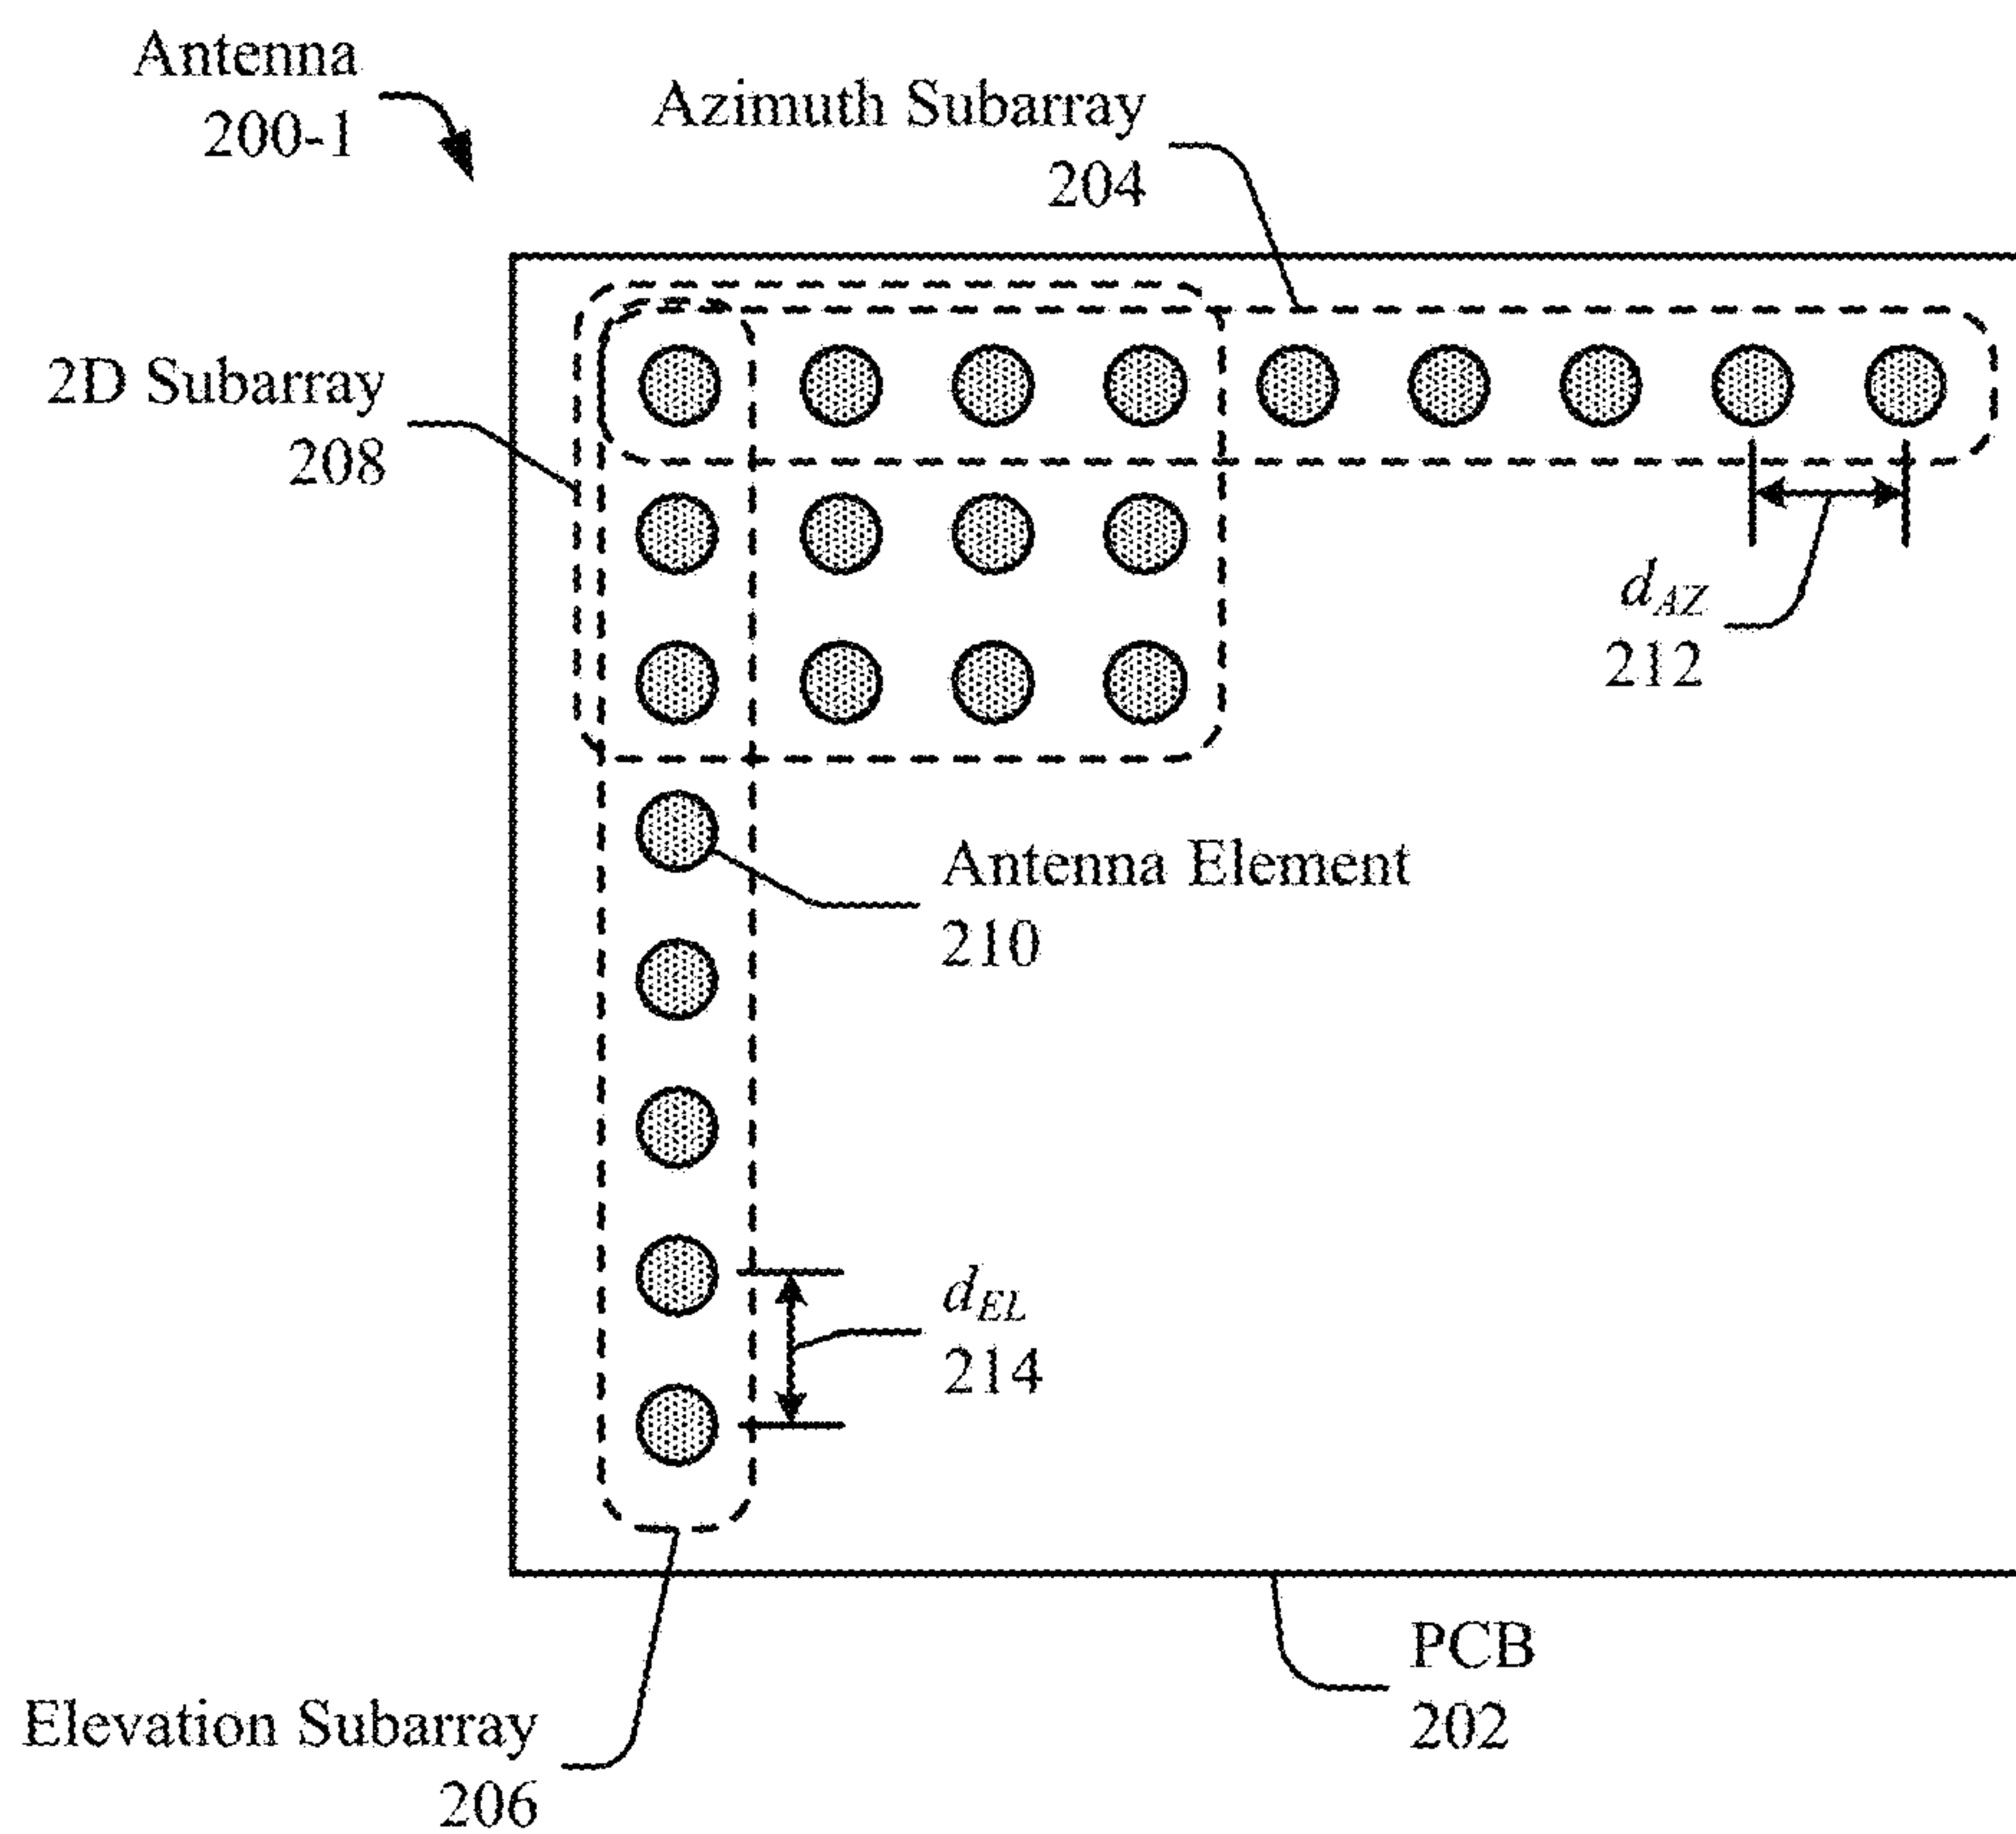 Antenna
200-1
Azimuth Subarray
204
2D Subarray
208
d_AZ
212
Antenna Element
210
d_EL
214
PCB
202
Elevation Subarray
206